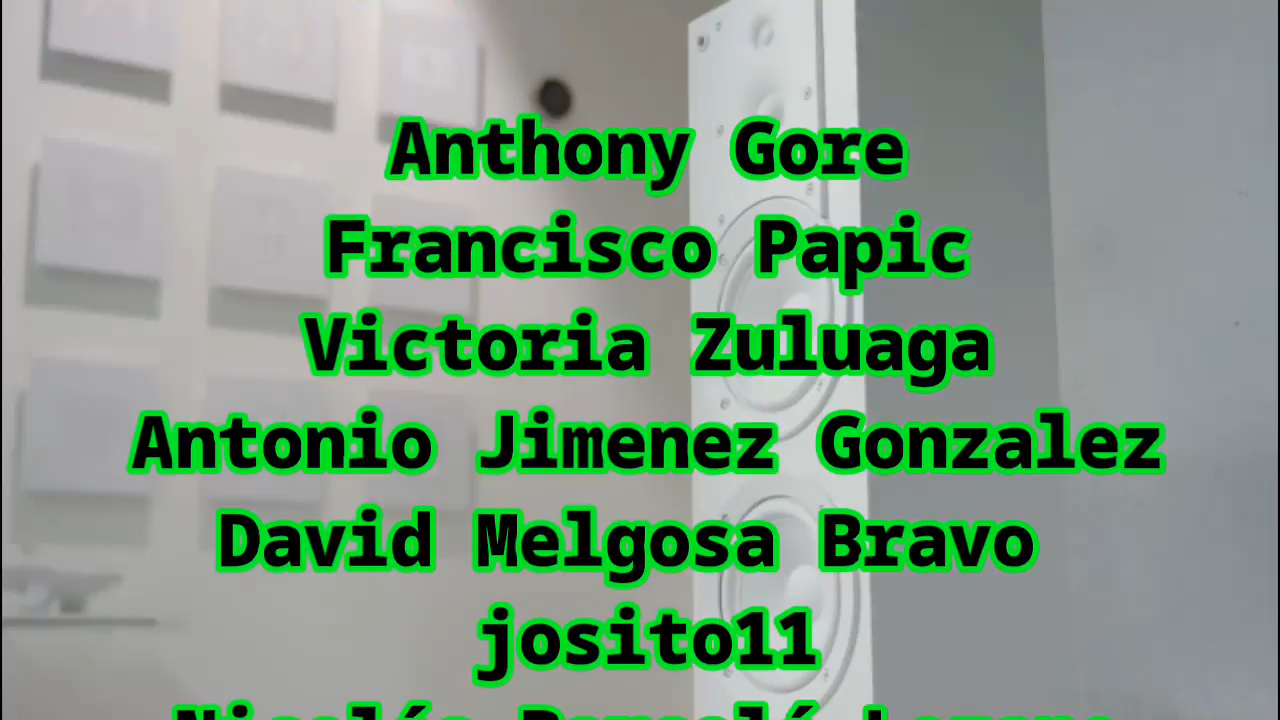 Anthony Gore
Francisco Papic
Victoria Zuluaga
Antonio Jimenez Gonzalez
David Melgosa Bravo
josito11